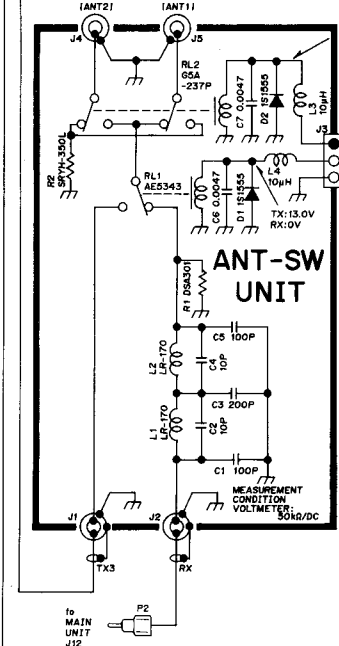 [ANT2]
[ANT1]
J4
J5
RL2
G5A
-237P
C7 0.0047
D2 1S1555
L3
10μH
J3
R2
SRYH-350L
RL1
AE5343
C6 0.0047
D1 1S1555
L4
10μH
TX:13.0V
RX:0V
ANT-SW
UNIT
R1 DSA301
L2
LR-170
C5 100P
C4
10P
C3 200P
L1
LR-170
C2
10P
C1 100P
MEASUREMENT
CONDITION
VOLTMETER:
50kΩ/DC
J1
J2
TX3
RX
to
MAIN
UNIT
J12
P2